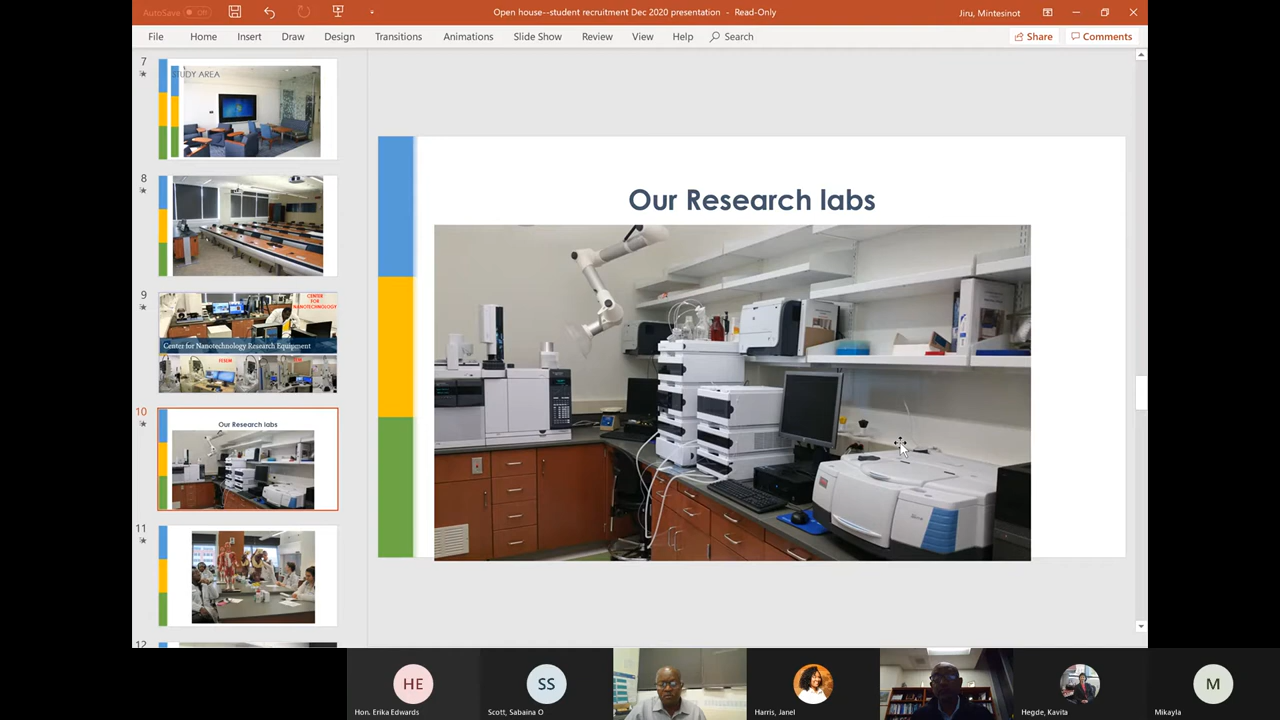 AutoSave Off
Open house--student recruitment Dec 2020 presentation - Read-Only
Jiru, Mintesinot
File Home Insert Draw Design Transitions Animations Slide Show Review View Help Search
Share Comments
7
STUDY AREA
8
9
CENTER
FOR
NANOTECHNOLOGY
Center for Nanotechnology Research Equipment
FESEM
10
Our Research labs
11
12
Our Research labs
HE
SS
M
Hon. Erika Edwards
Scott, Sabaina O
Harris, Janel
Hegde, Kavita
Mikayla